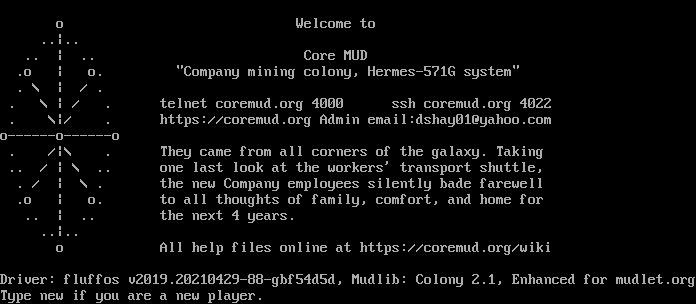 Welcome to
Core MUD
"Company mining colony, Hermes-571G system"
telnet coremud.org 4000 ssh coremud.org 4022
https://coremud.org Admin email:dshay01@yahoo.com
They came from all corners of the galaxy. Taking
one last look at the workers' transport shuttle,
the new Company employees silently bade farewell
to all thoughts of family, comfort, and home for
the next 4 years.
All help files online at https://coremud.org/wiki
Driver: fluffos v2019.20210429-88-gbf54d5d, Mudlib: Colony 2.1, Enhanced for mudlet.org
Type new if you are a new player.